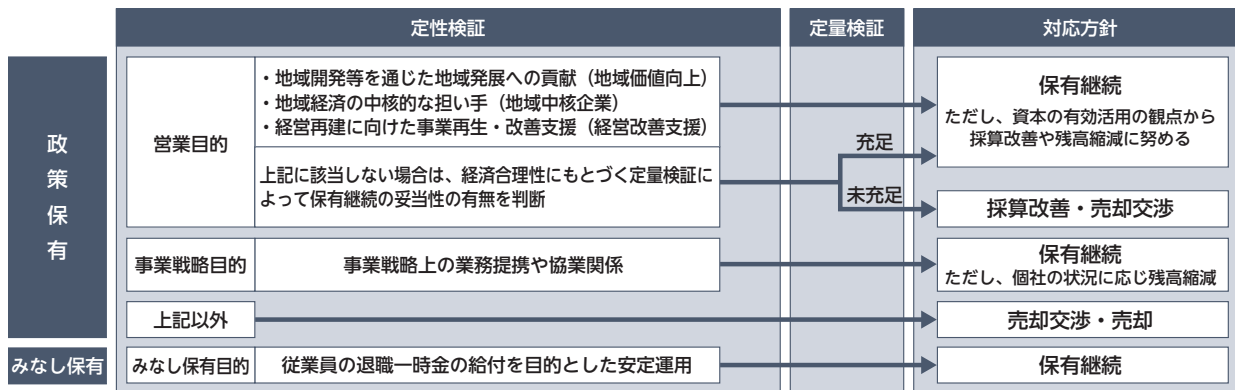 定性検証
定量検証
対応方針
政策保有
営業目的
・地域開発等を通じた地域発展への貢献（地域価値向上）
・地域経済の中核的な担い手（地域中核企業）
・経営再建に向けた事業再生・改善支援（経営改善支援）
上記に該当しない場合は、経済合理性にもとづく定量検証に
よって保有継続の妥当性の有無を判断
充足
未充足
保有継続
ただし、資本の有効活用の観点から
採算改善や残高縮減に努める
採算改善・売却交渉
事業戦略目的
事業戦略上の業務提携や協業関係
保有継続
ただし、個社の状況に応じ残高縮減
上記以外
売却交渉・売却
みなし保有
みなし保有目的
従業員の退職一時金の給付を目的とした安定運用
保有継続